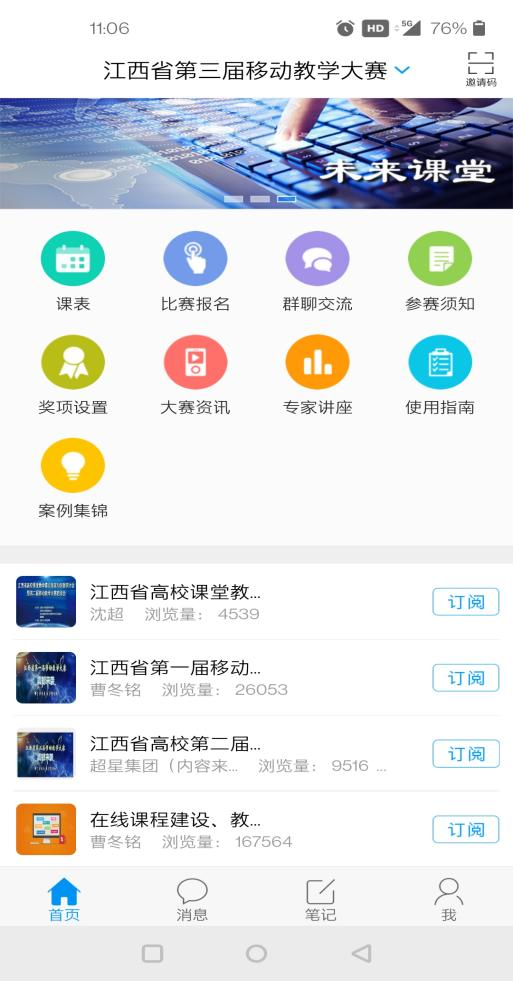 11:06
HD 5G 76%
江西省第三届移动教学大赛
邀请码
未来课堂
课表 比赛报名 群聊交流 参赛须知
奖项设置 大赛资讯 专家讲座 使用指南
案例集锦
江西省高校课堂教...
沈超 浏览量： 4539
订阅
江西省第一届移动...
曹冬铭 浏览量： 26053
订阅
江西省高校第二届...
超星集团（内容来... 浏览量： 9516 ...
订阅
在线课程建设、教...
曹冬铭 浏览量： 167564
订阅
首页 消息 笔记 我